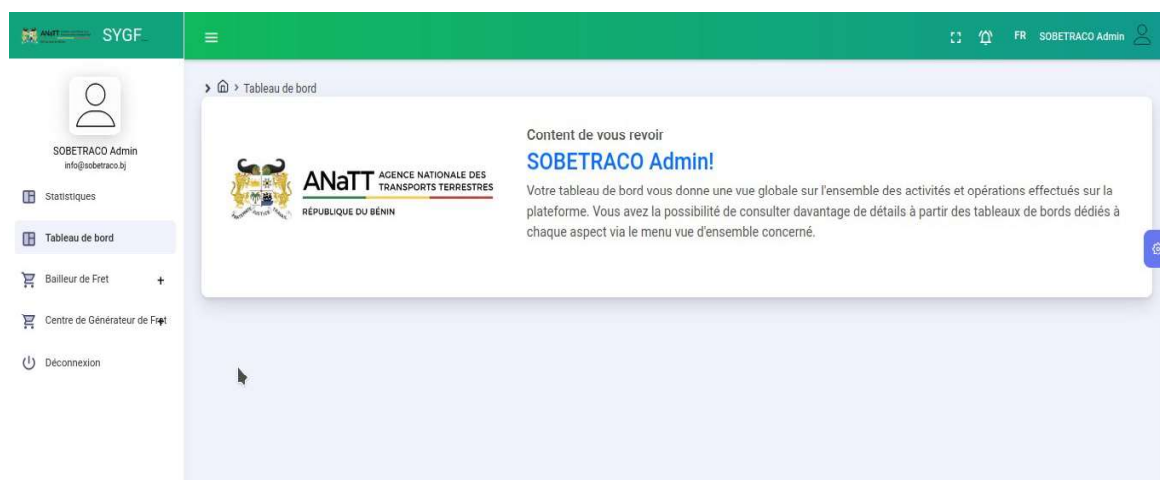 ANaTT
SYGF
FR SOBETRACO Admin
SOBETRACO Admin
info@sobetraco.bj
Statistiques
Tableau de bord
Bailleur de Fret +
Centre de Générateur de Fret
Déconnexion
> Tableau de bord
ANaTT AGENCE NATIONALE DES
TRANSPORTS TERRESTRES
RÉPUBLIQUE DU BÉNIN
Content de vous revoir
SOBETRACO Admin!
Votre tableau de bord vous donne une vue globale sur l'ensemble des activités et opérations effectués sur la
plateforme. Vous avez la possibilité de consulter davantage de détails à partir des tableaux de bords dédiés à
chaque aspect via le menu vue d'ensemble concerné.